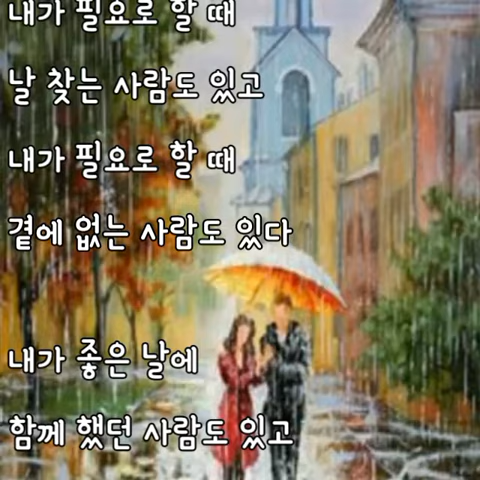 내가 필요로 할 때
날 찾는 사람도 있고
내가 필요로 할 때
곁에 없는 사람도 있다
내가 좋은 날에
함께 했던 사람도 있고